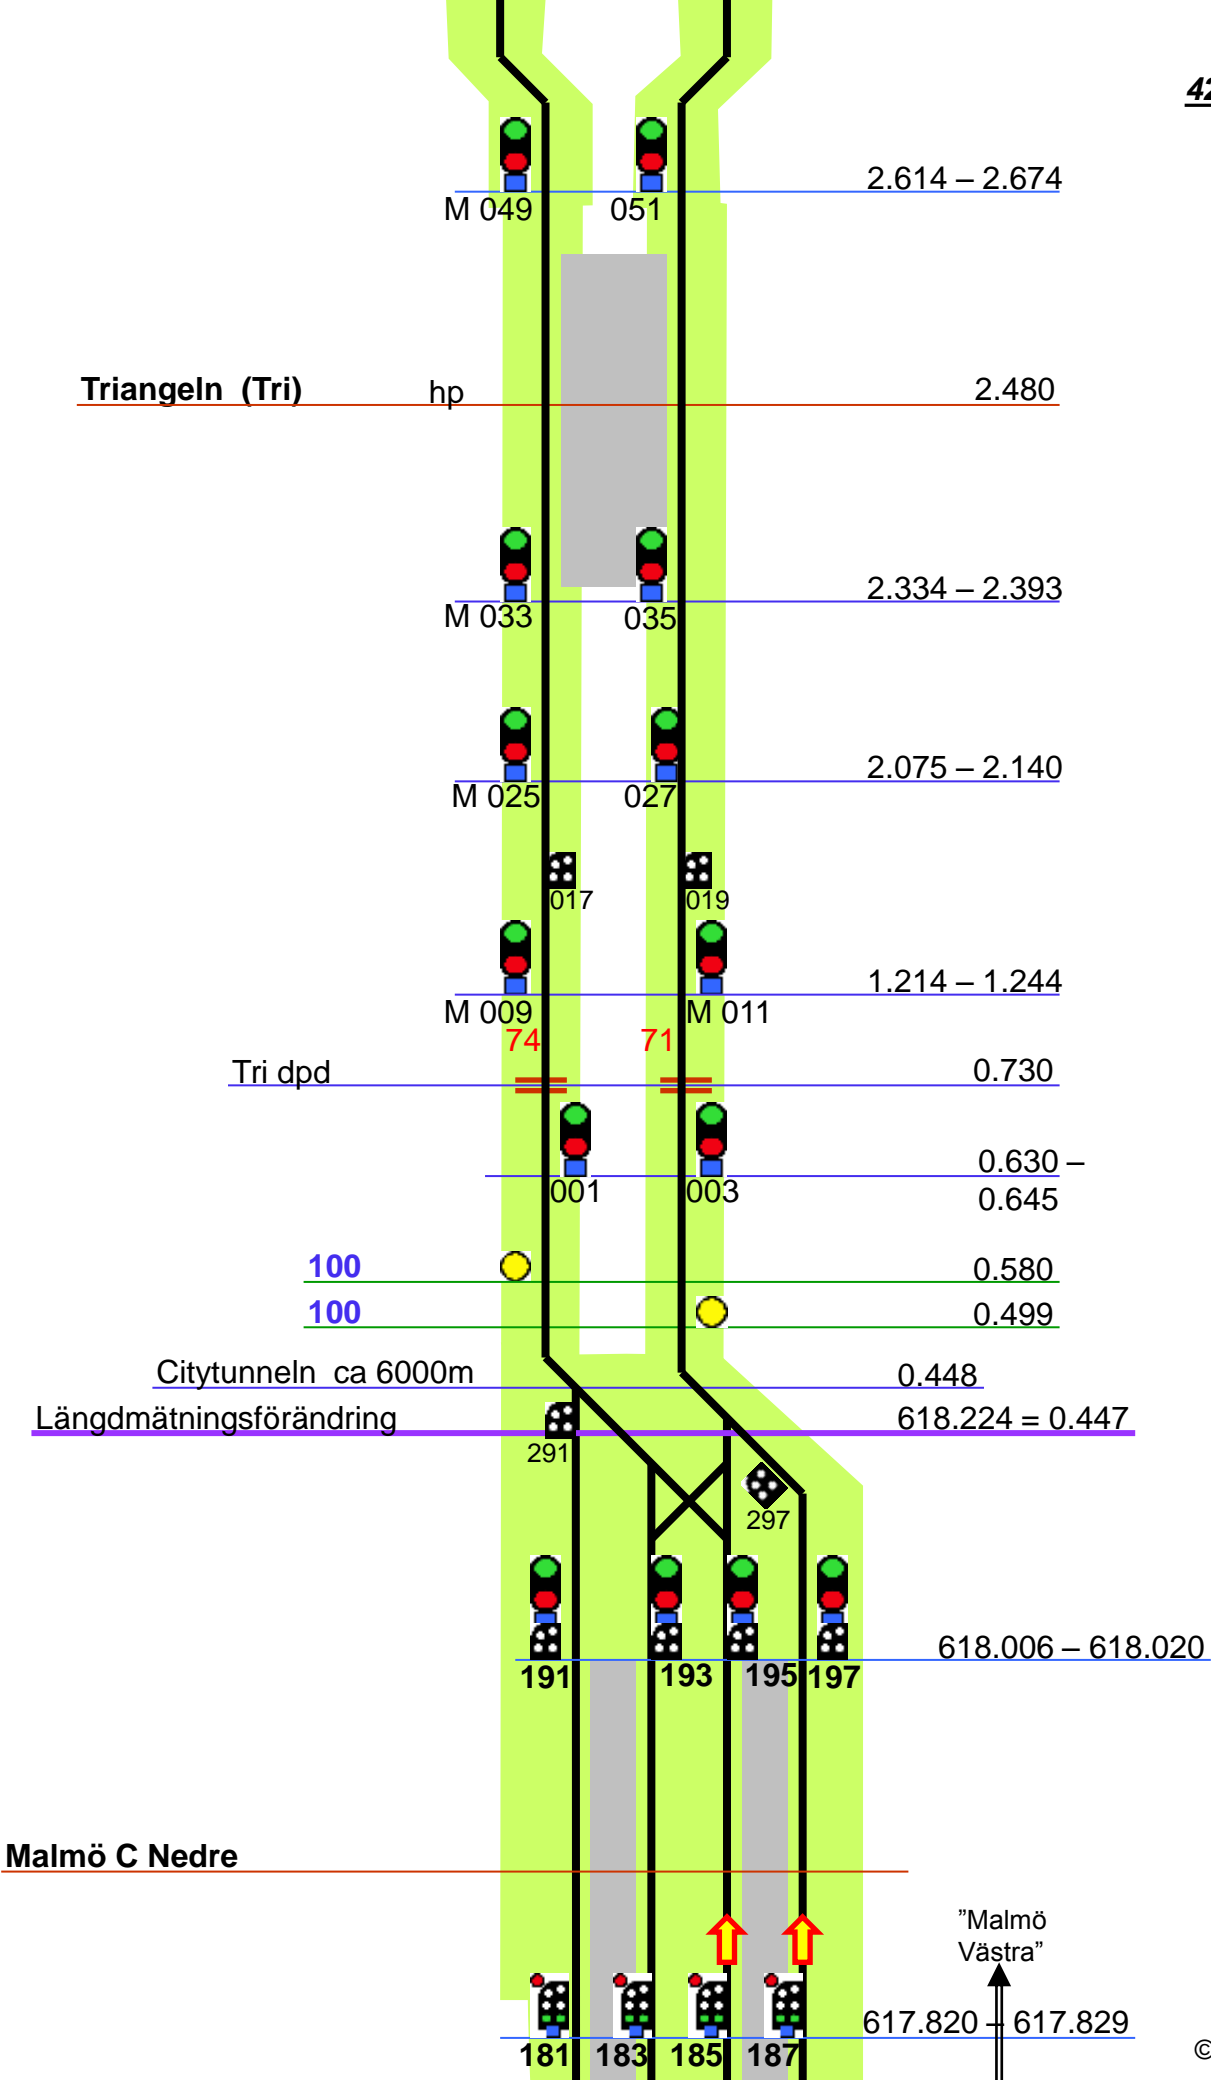 42
2.614 – 2.674
M 049 051
Triangeln (Tri) hp 2.480
2.334 – 2.393
M 033 035
2.075 – 2.140
M 025 027
017 019
1.214 – 1.244
M 009 M 011
74 71
Tri dpd 0.730
0.630 –
001 003 0.645
100 0.580
100 0.499
Citytunneln ca 6000m 0.448
Längdmätningsförändring 618.224 = 0.447
291
297
618.006 – 618.020
191 193 195 197
Malmö C Nedre
”Malmö
Västra”
617.820 – 617.829
181 183 185 187
©